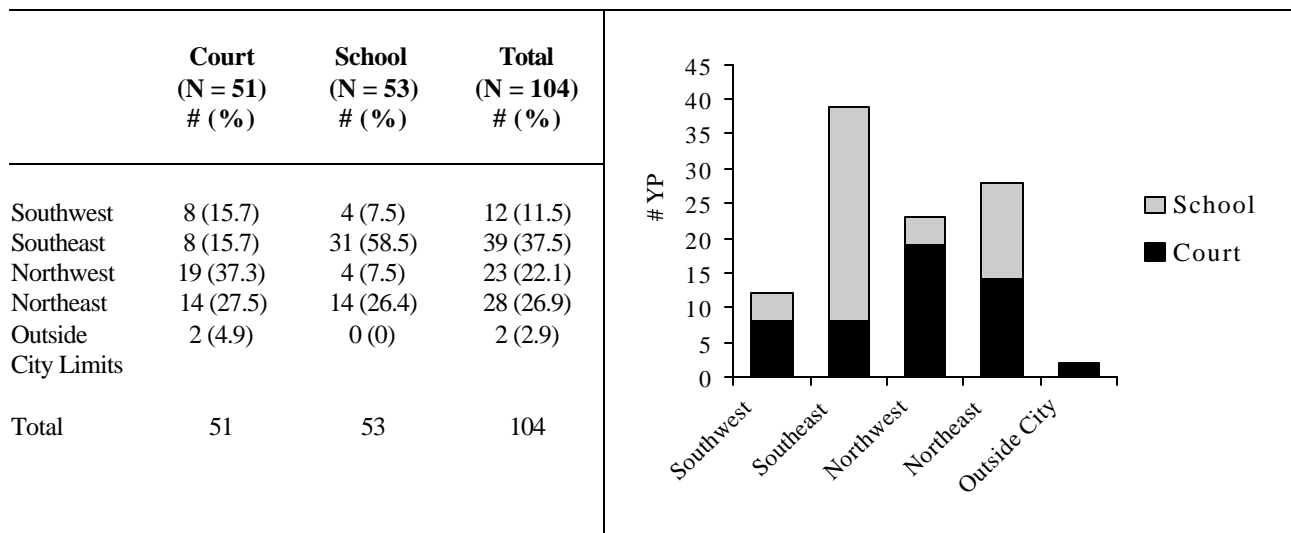 Court School Total
(N = 51) (N = 53) (N = 104)
# (%) # (%) # (%)
Southwest 8 (15.7) 4 (7.5) 12 (11.5)
Southeast 8 (15.7) 31 (58.5) 39 (37.5)
Northwest 19 (37.3) 4 (7.5) 23 (22.1)
Northeast 14 (27.5) 14 (26.4) 28 (26.9)
Outside 2 (4.9) 0 (0) 2 (2.9)
City Limits
Total 51 53 104
# YP
45
40
35
30
25
20
15
10
5
0
Southwest
Southeast
Northwest
Northeast
Outside City
School
Court